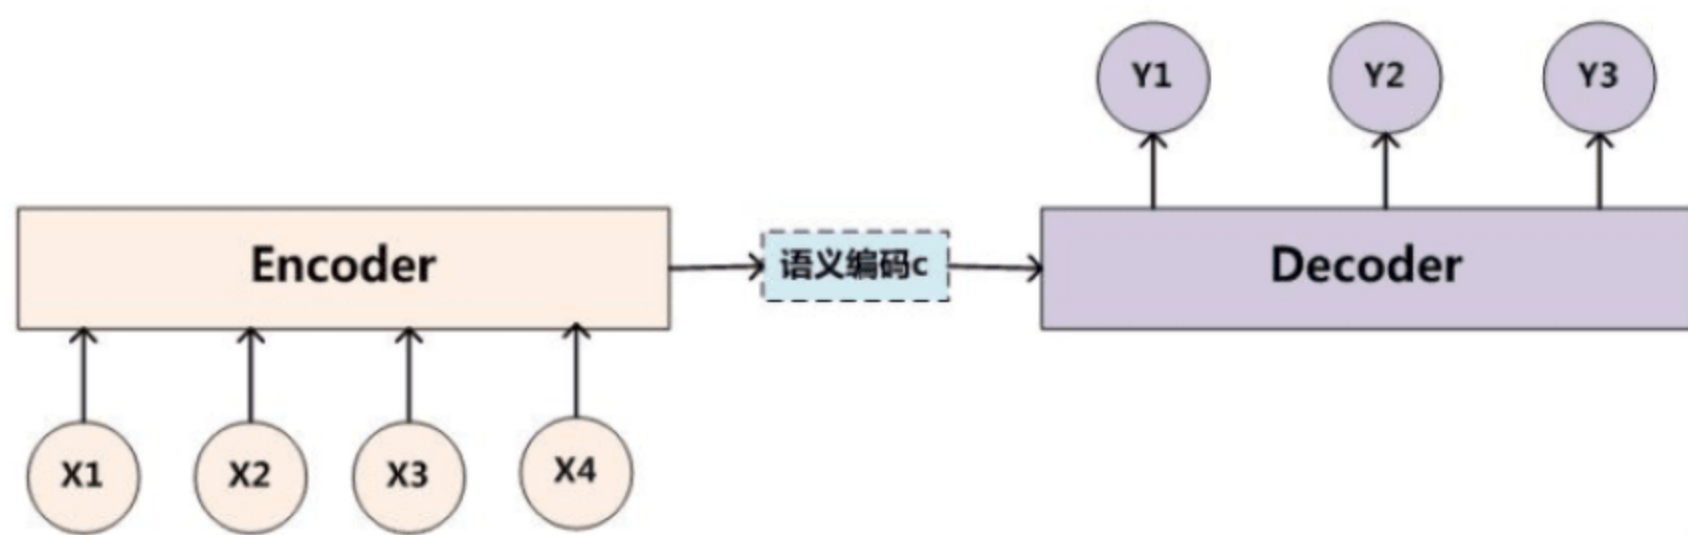 Y1
Y2
Y3
Encoder
语义编码c
Decoder
X1
X2
X3
X4